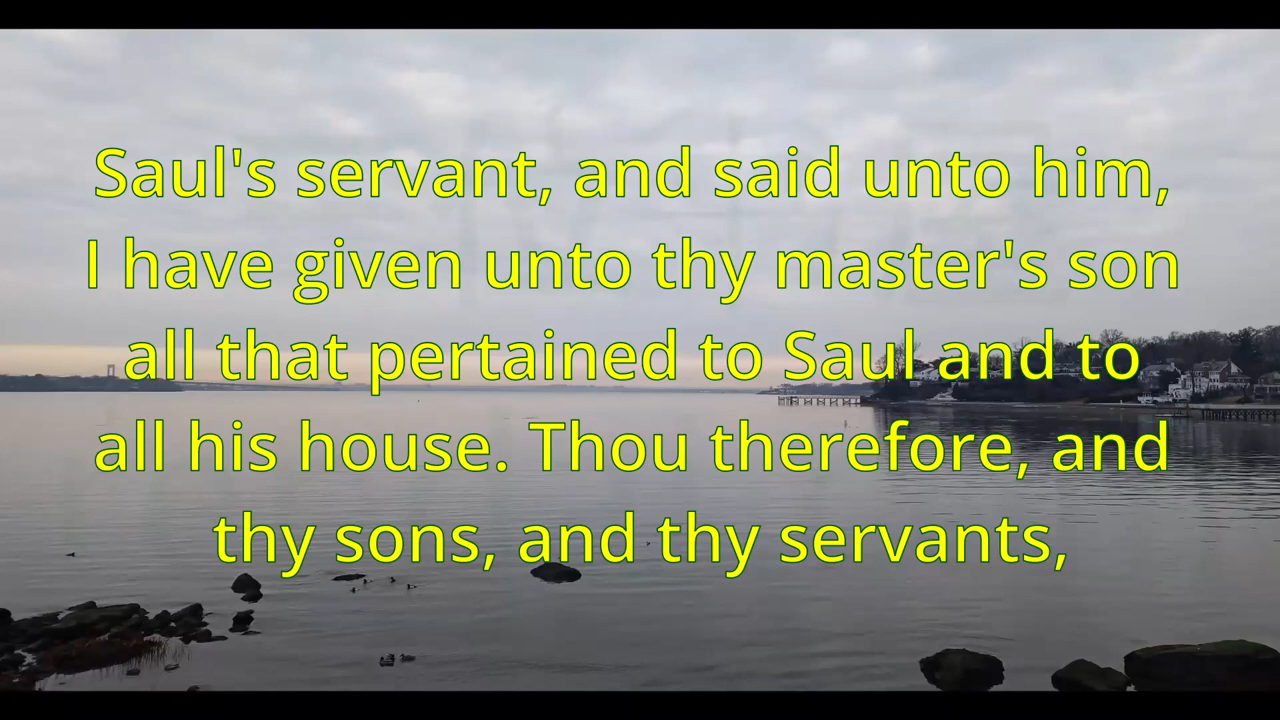 Saul's servant, and said unto him,
I have given unto thy master's son
all that pertained to Saul and to
all his house. Thou therefore, and
thy sons, and thy servants,